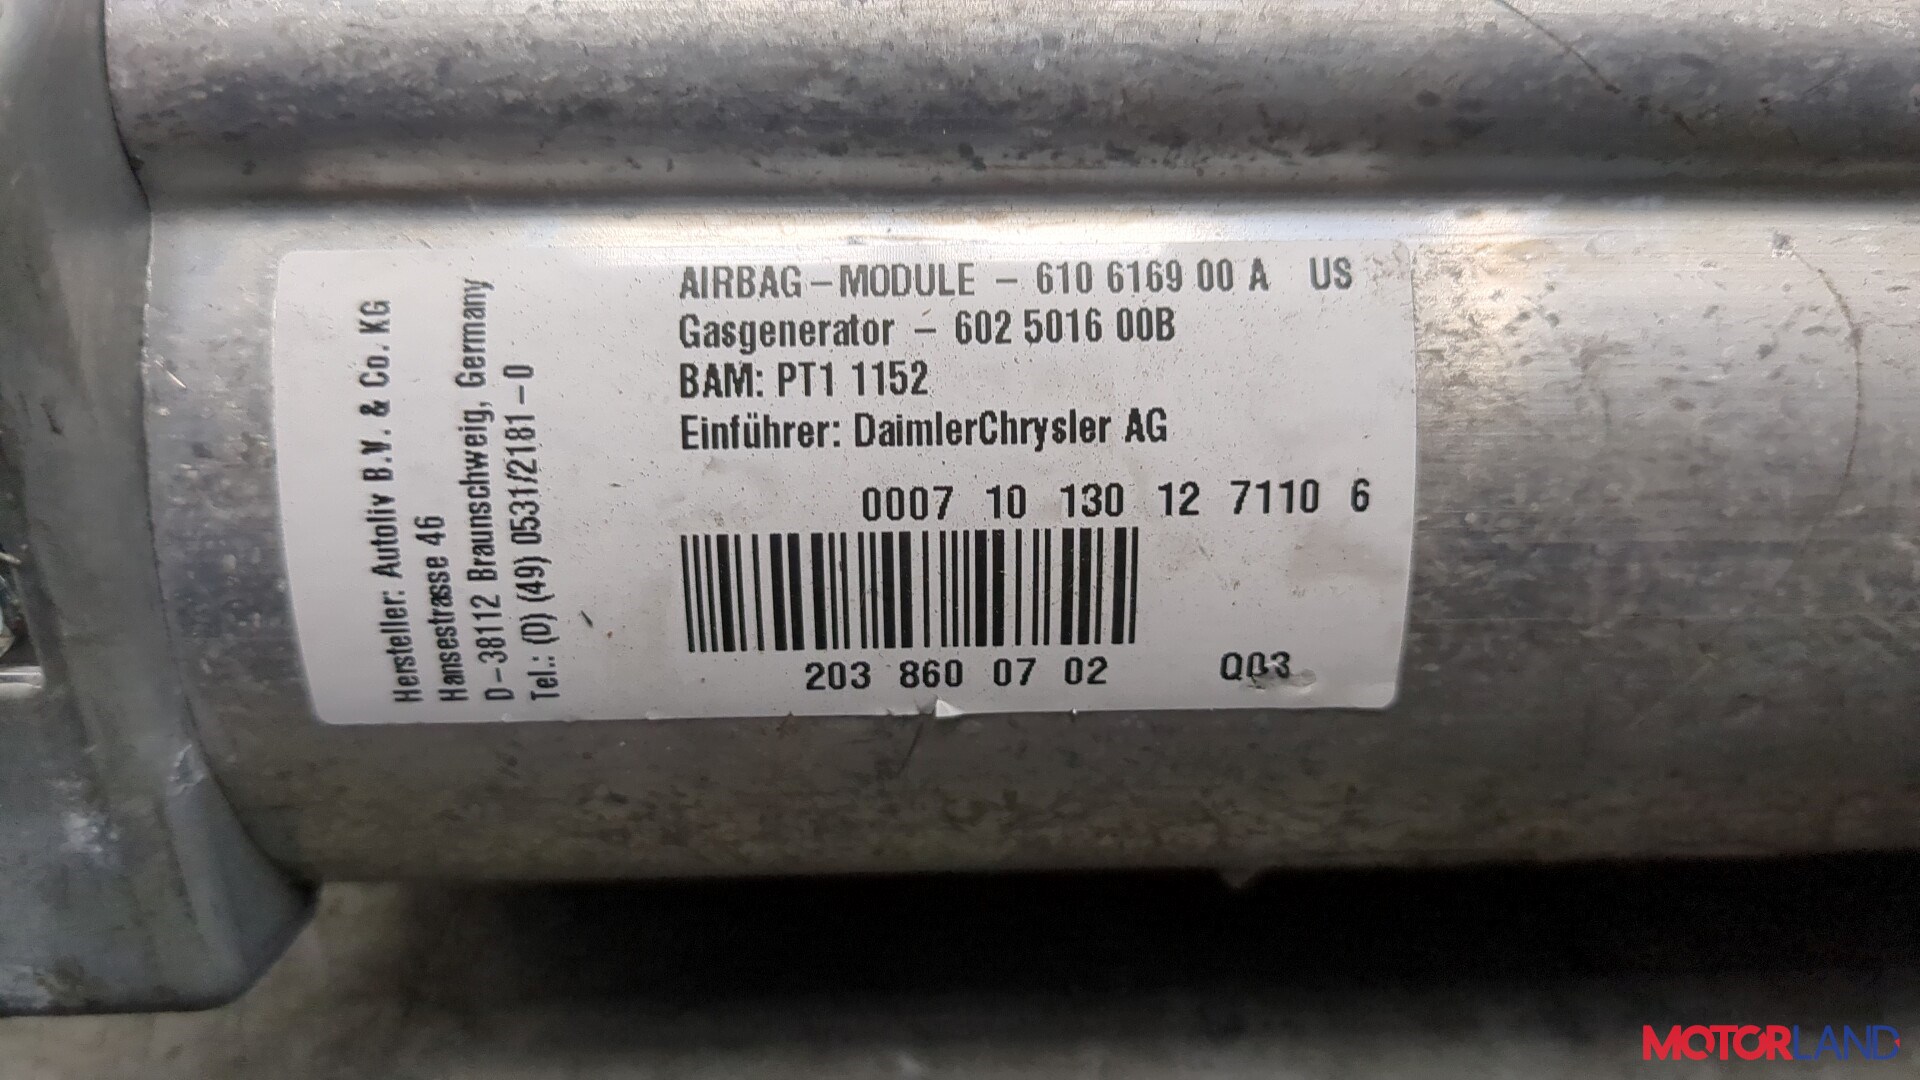 AIRBAG - MODULE - 610 6169 00 A US
Gasgenerator - 602 5016 00B
BAM: PT1 1152
Einführer: DaimlerChrysler AG
0007 10 130 12 7110 6
203 860 07 02 Q03
Hersteller: Autoliv B.V. & Co. KG
Hansestrasse 46
D-38112 Braunschweig, Germany
Tel.: (D) (49) 0531/2181-0
MOTORLAND